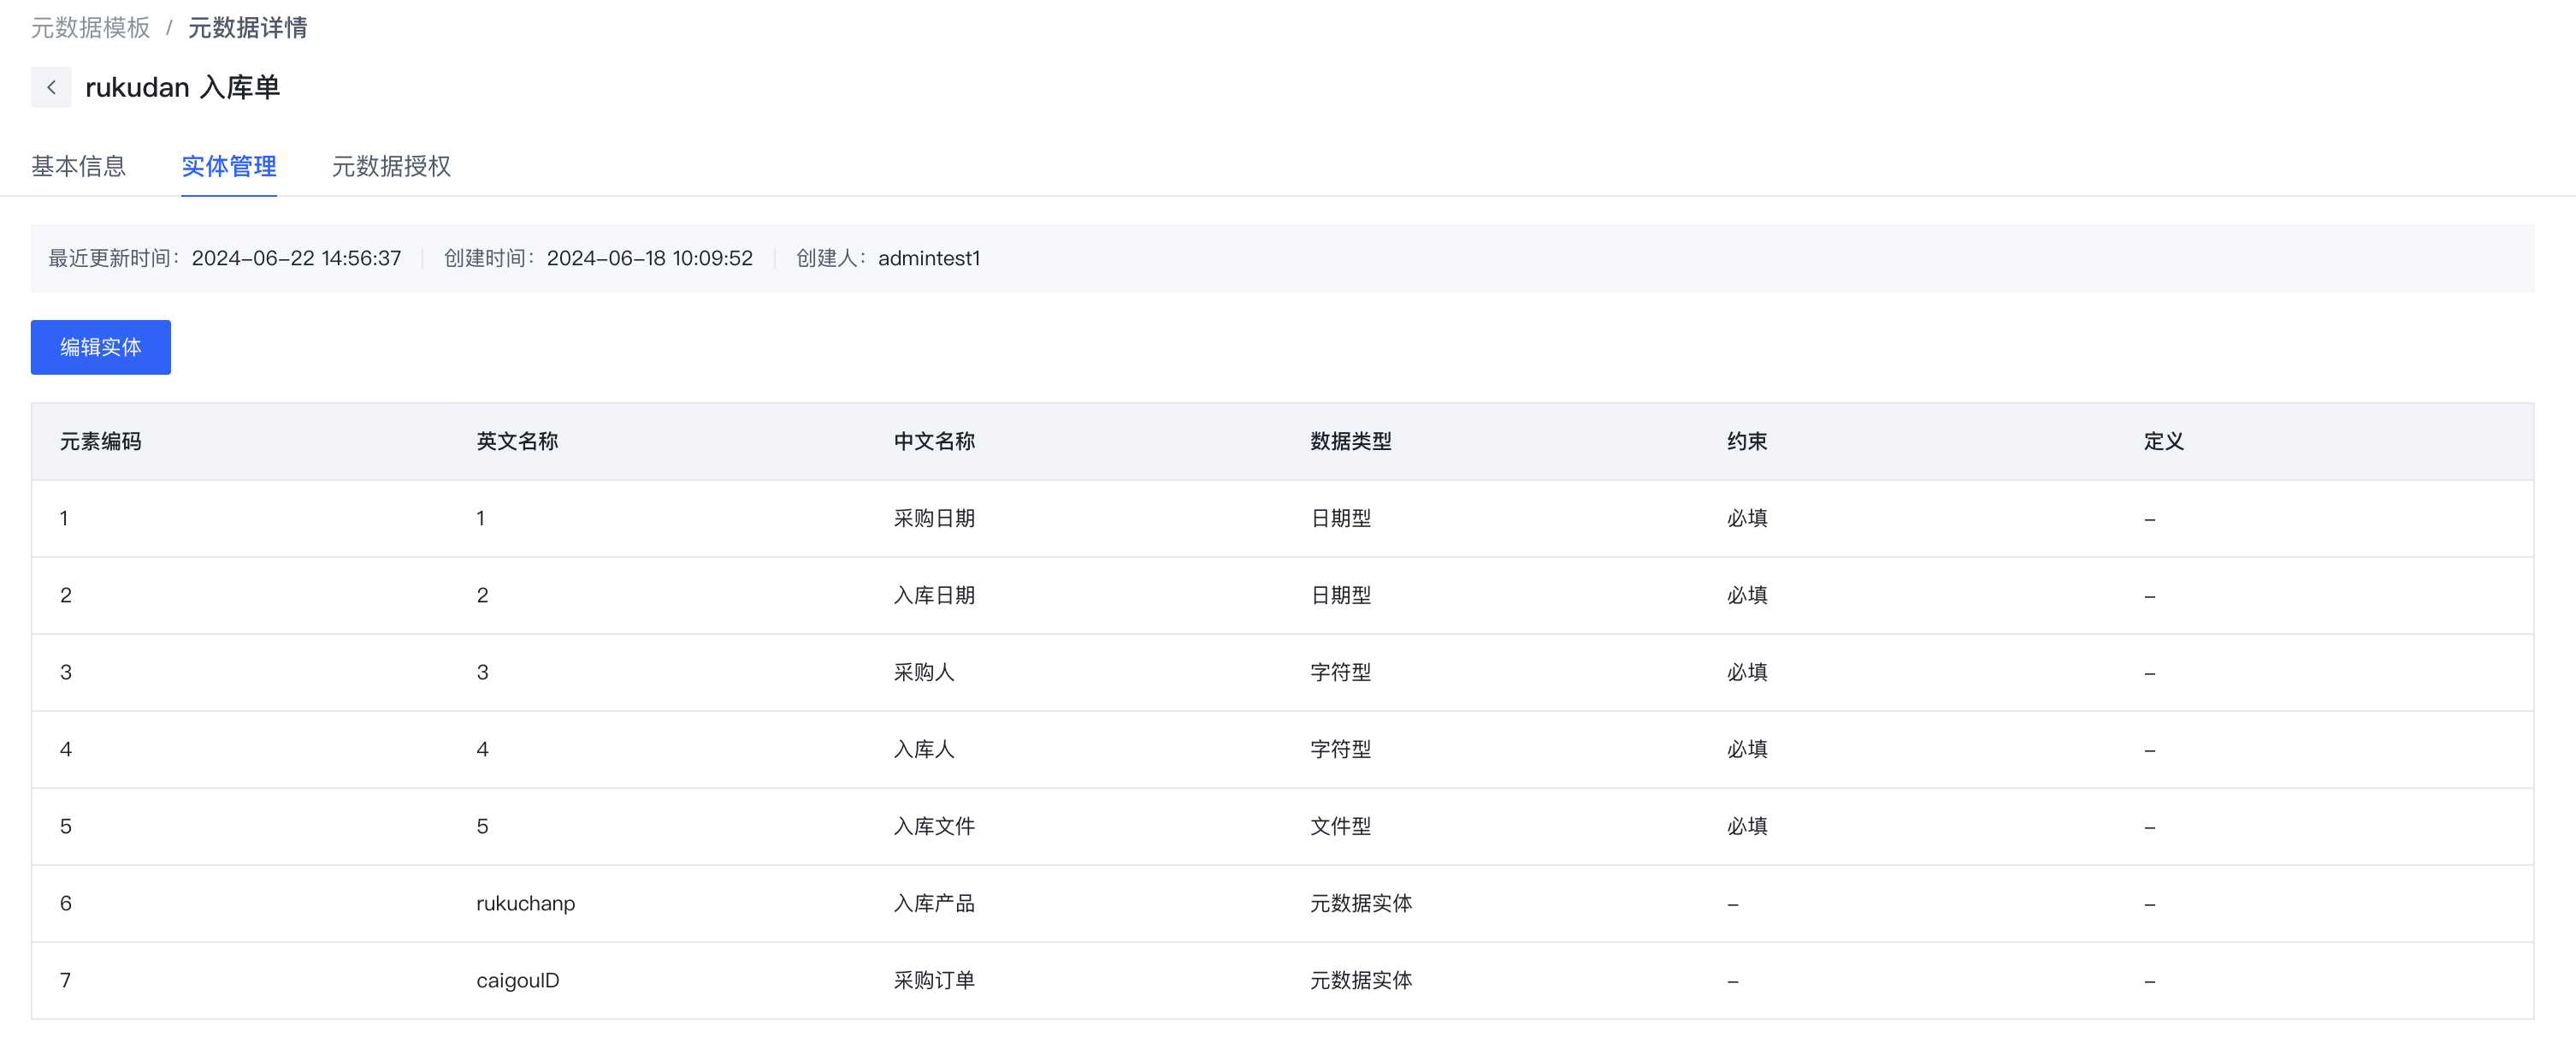 元数据模板 / 元数据详情
rukudan 入库单
基本信息 实体管理 元数据授权
最近更新时间：2024-06-22 14:56:37 创建时间：2024-06-18 10:09:52 创建人：admintest1
编辑实体
元素编码 英文名称 中文名称 数据类型 约束 定义
1 1 采购日期 日期型 必填 –
2 2 入库日期 日期型 必填 –
3 3 采购人 字符型 必填 –
4 4 入库人 字符型 必填 –
5 5 入库文件 文件型 必填 –
6 rukuchanp 入库产品 元数据实体 – –
7 caigouID 采购订单 元数据实体 – –